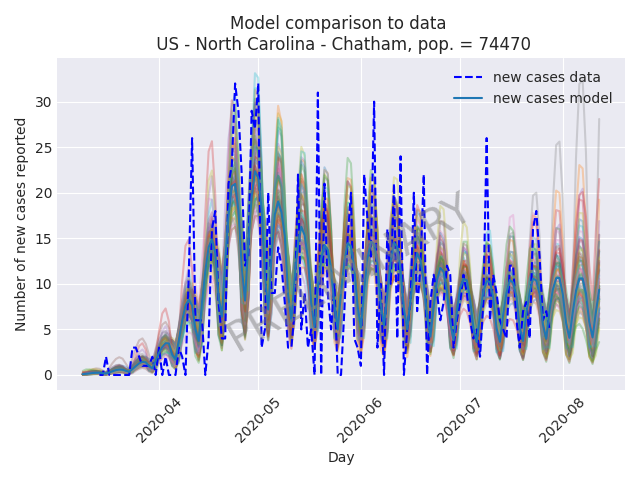 Model comparison to data
US - North Carolina - Chatham, pop. = 74470
new cases data
new cases model
Number of new cases reported
30
25
20
15
10
5
0
PRELIMINARY
2020-04
2020-05
2020-06
2020-07
2020-08
Day